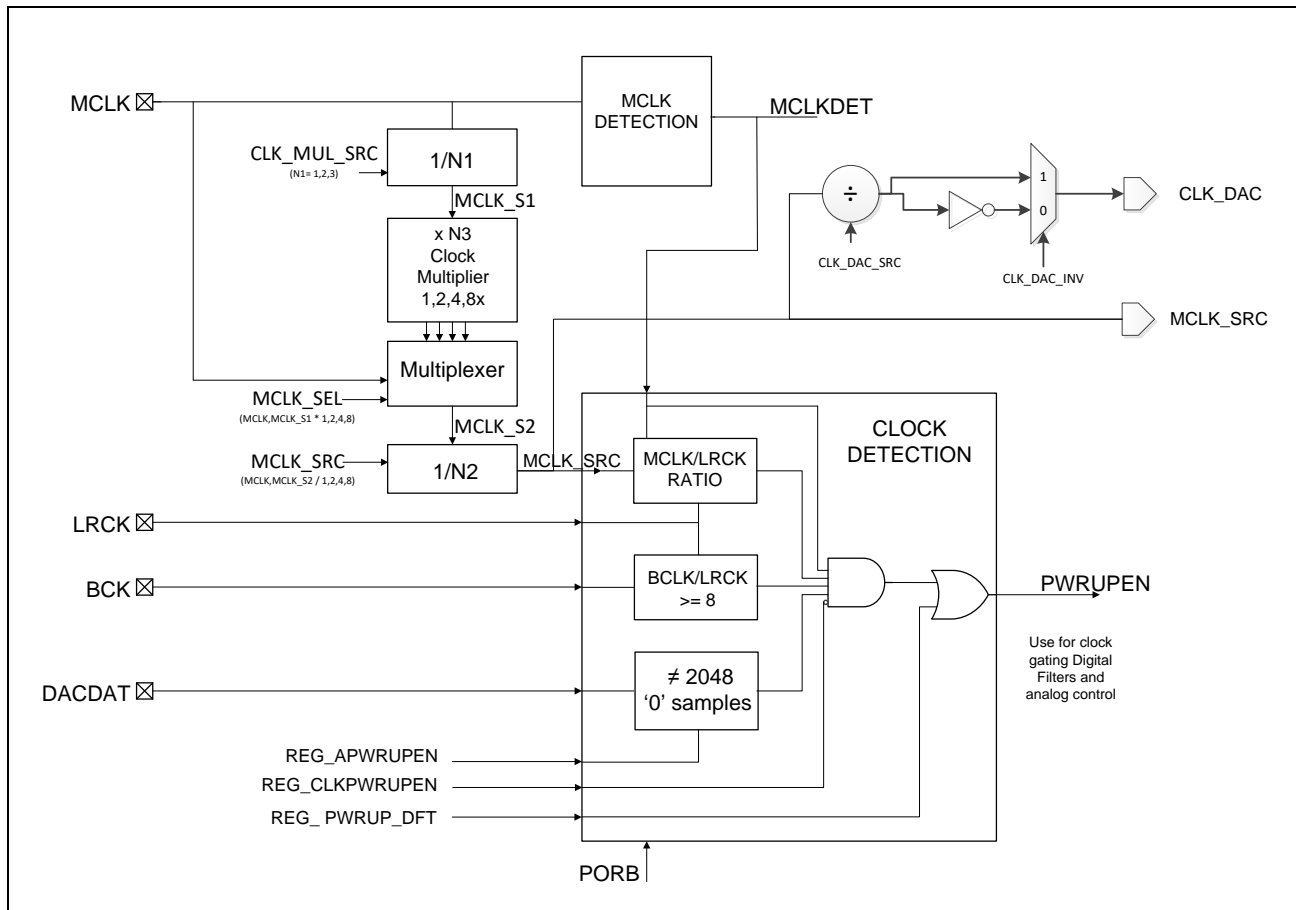 MCLK
MCLK
DETECTION
MCLKDET
CLK_MUL_SRC
(N1= 1,2,3)
1/N1
MCLK_S1
x N3
Clock
Multiplier
1,2,4,8x
÷
1
0
CLK_DAC
CLK_DAC_SRC
CLK_DAC_INV
MCLK_SRC
Multiplexer
MCLK_SEL
(MCLK,MCLK_S1 * 1,2,4,8)
MCLK_S2
MCLK_SRC
(MCLK,MCLK_S2 / 1,2,4,8)
1/N2
MCLK_SRC
MCLK/LRCK
RATIO
CLOCK
DETECTION
LRCK
BCK
BCLK/LRCK
>= 8
PWRUPEN
Use for clock
gating Digital
Filters and
analog control
DACDAT
≠ 2048
‘0’ samples
REG_APWRUPEN
REG_CLKPWRUPEN
REG_ PWRUP_DFT
PORB